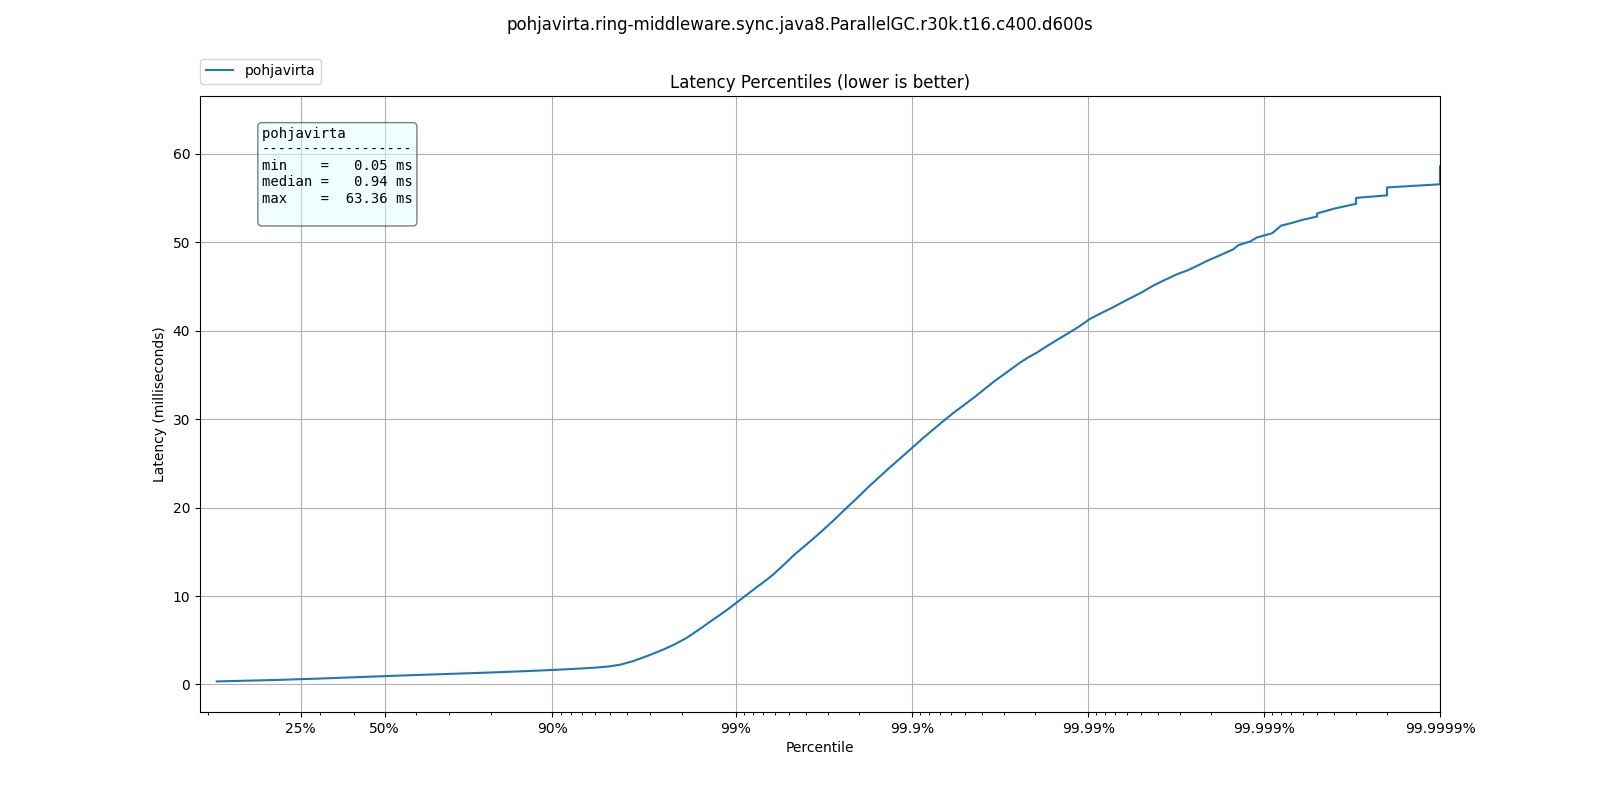 pohjavirta.ring-middleware.sync.java8.ParallelGC.r30k.t16.c400.d600s
pohjavirta
Latency Percentiles (lower is better)
pohjavirta
------------------
min    =   0.05 ms
median =   0.94 ms
max    =  63.36 ms
60
50
40
30
20
10
0
Latency (milliseconds)
25% 50% 90% 99% 99.9% 99.99% 99.999% 99.9999%
Percentile